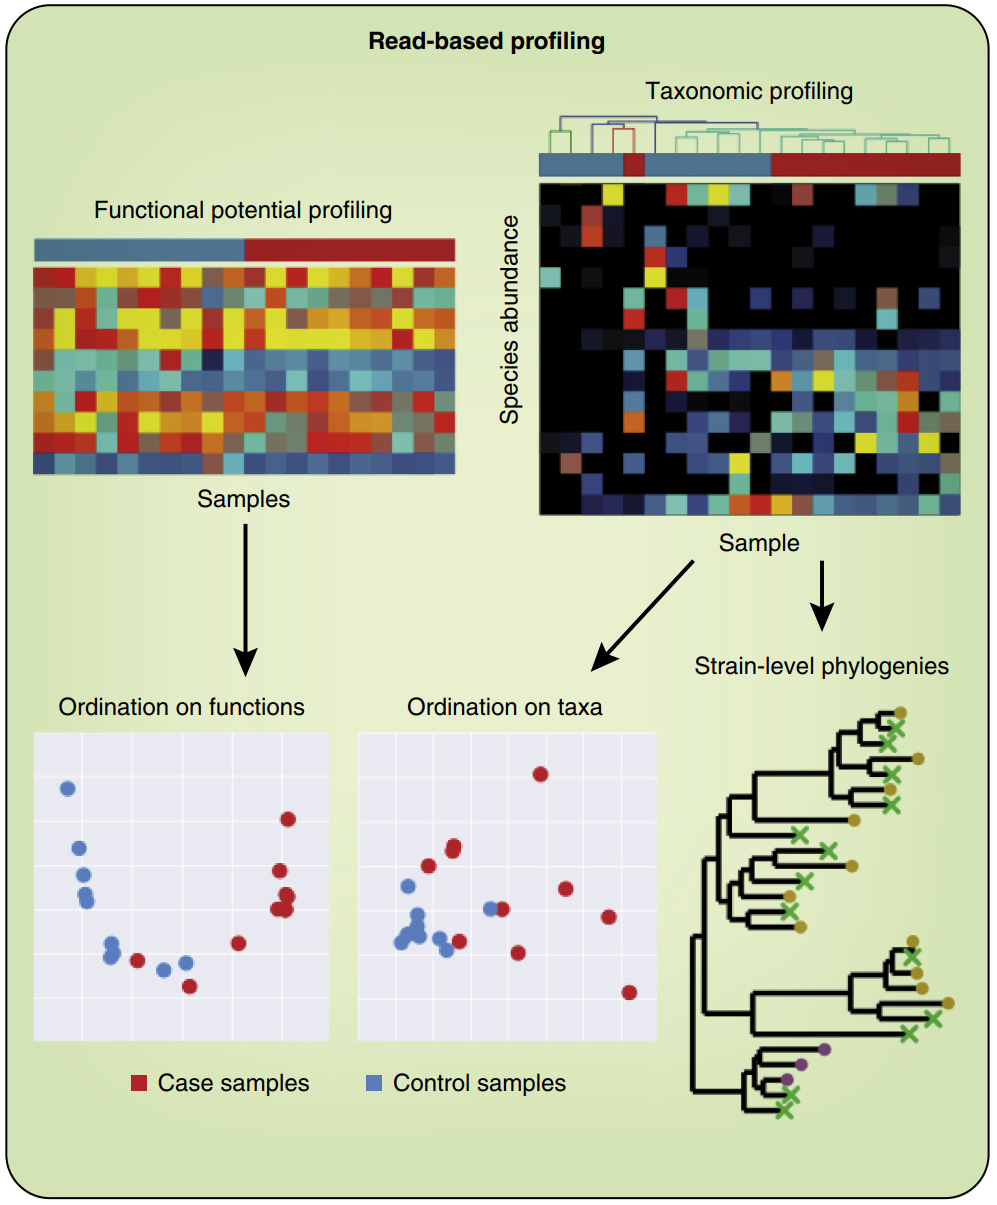 Read-based profiling
Taxonomic profiling
Functional potential profiling
Species abundance
Samples
Sample
Strain-level phylogenies
Ordination on functions
Ordination on taxa
Case samples
Control samples